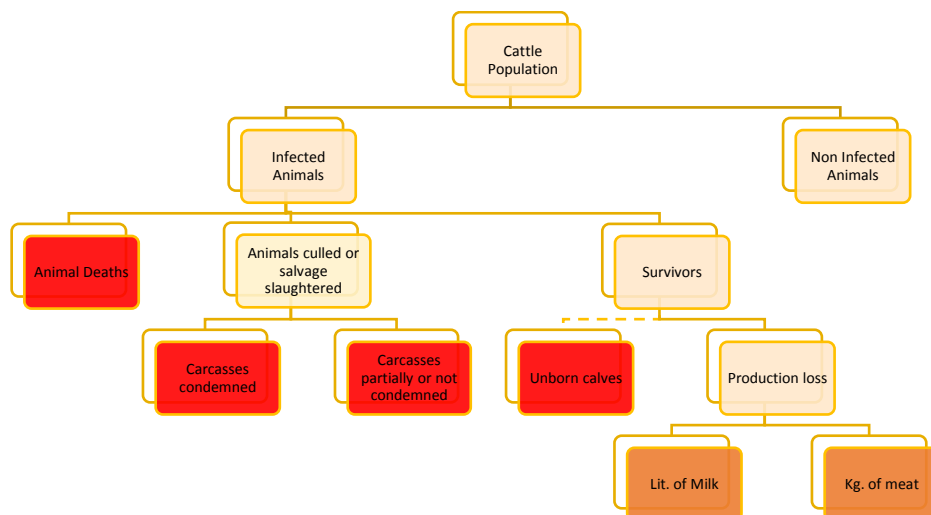 Cattle
Population
Infected
Animals
Non Infected
Animals
Animal Deaths
Animals culled or
salvage
slaughtered
Survivors
Carcasses
condemned
Carcasses
partially or not
condemned
Unborn calves
Production loss
Lit. of Milk
Kg. of meat